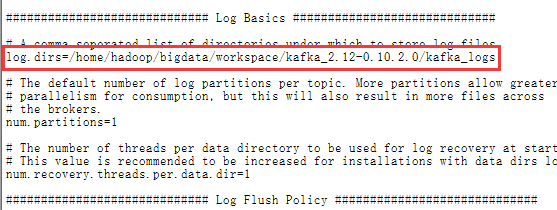 ############################ Log Basics ############################
# A comma seperated list of directories under which to store log files
log.dirs=/home/hadoop/bigdata/workspace/kafka_2.12-0.10.2.0/kafka_logs
# The default number of log partitions per topic. More partitions allow greater
# parallelism for consumption, but this will also result in more files across
# the brokers.
num.partitions=1
# The number of threads per data directory to be used for log recovery at start
# This value is recommended to be increased for installations with data dirs lo
num.recovery.threads.per.data.dir=1
############################ Log Flush Policy ############################